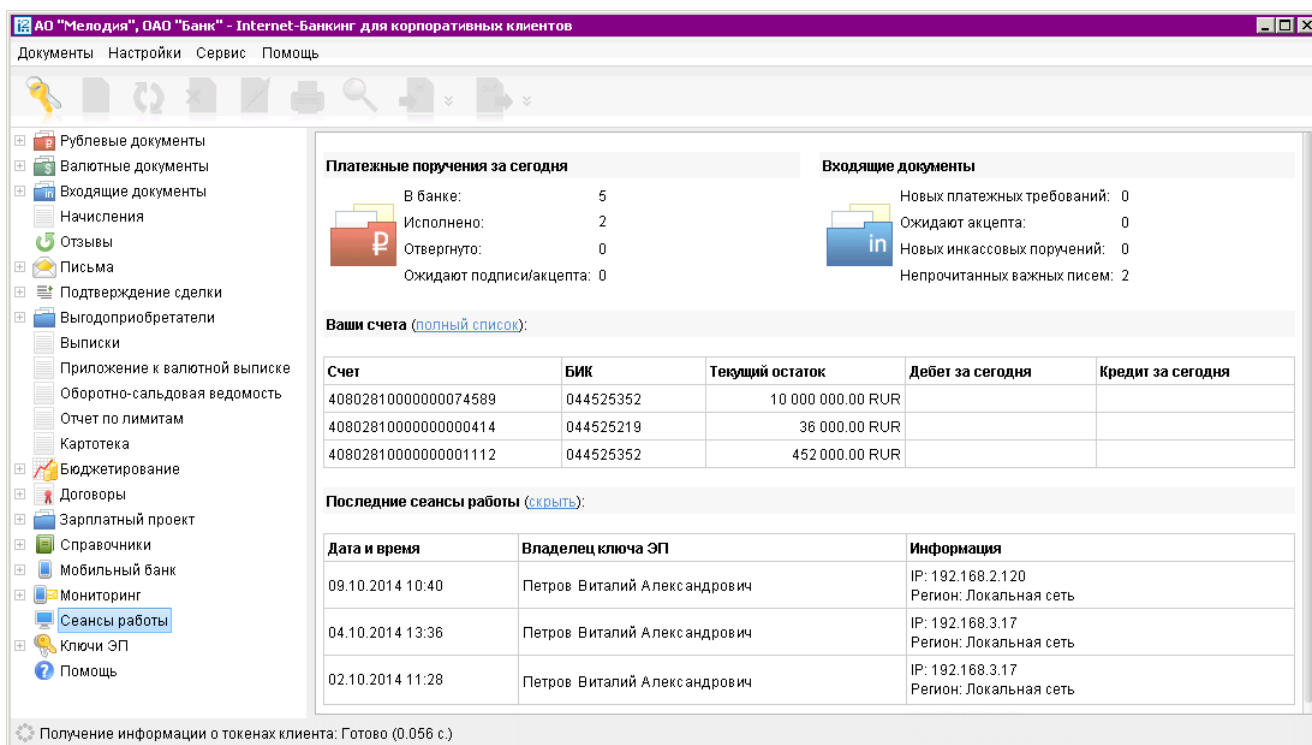 АО "Мелодия", ОАО "Банк" - Internet-Банкинг для корпоративных клиентов
Документы Настройки Сервис Помощь
Рублевые документы
Валютные документы
Входящие документы
Начисления
Отзывы
Письма
Подтверждение сделки
Выгодоприобретатели
Выписки
Приложение к валютной выписке
Оборотно-сальдовая ведомость
Отчет по лимитам
Картотека
Бюджетирование
Договоры
Зарплатный проект
Справочники
Мобильный банк
Мониторинг
Сеансы работы
Ключи ЭП
Помощь
Платежные поручения за сегодня
В банке: 5
Исполнено: 2
Отвергнуто: 0
Ожидают подписи/акцепта: 0
Входящие документы
in
Новых платежных требований: 0
Ожидают акцепта: 0
Новых инкассовых поручений: 0
Непрочитанных важных писем: 2
Ваши счета (полный список):
Счет БИК Текущий остаток Дебет за сегодня Кредит за сегодня
40802810000000074589 044525352 10 000 000.00 RUR
40802810000000000414 044525219 36 000.00 RUR
40802810000000001112 044525352 452 000.00 RUR
Последние сеансы работы (скрыть):
Дата и время Владелец ключа ЭП Информация
09.10.2014 10:40 Петров Виталий Александрович IP: 192.168.2.120
Регион: Локальная сеть
04.10.2014 13:36 Петров Виталий Александрович IP: 192.168.3.17
Регион: Локальная сеть
02.10.2014 11:28 Петров Виталий Александрович IP: 192.168.3.17
Регион: Локальная сеть
Получение информации о токенах клиента: Готово (0.056 с.)